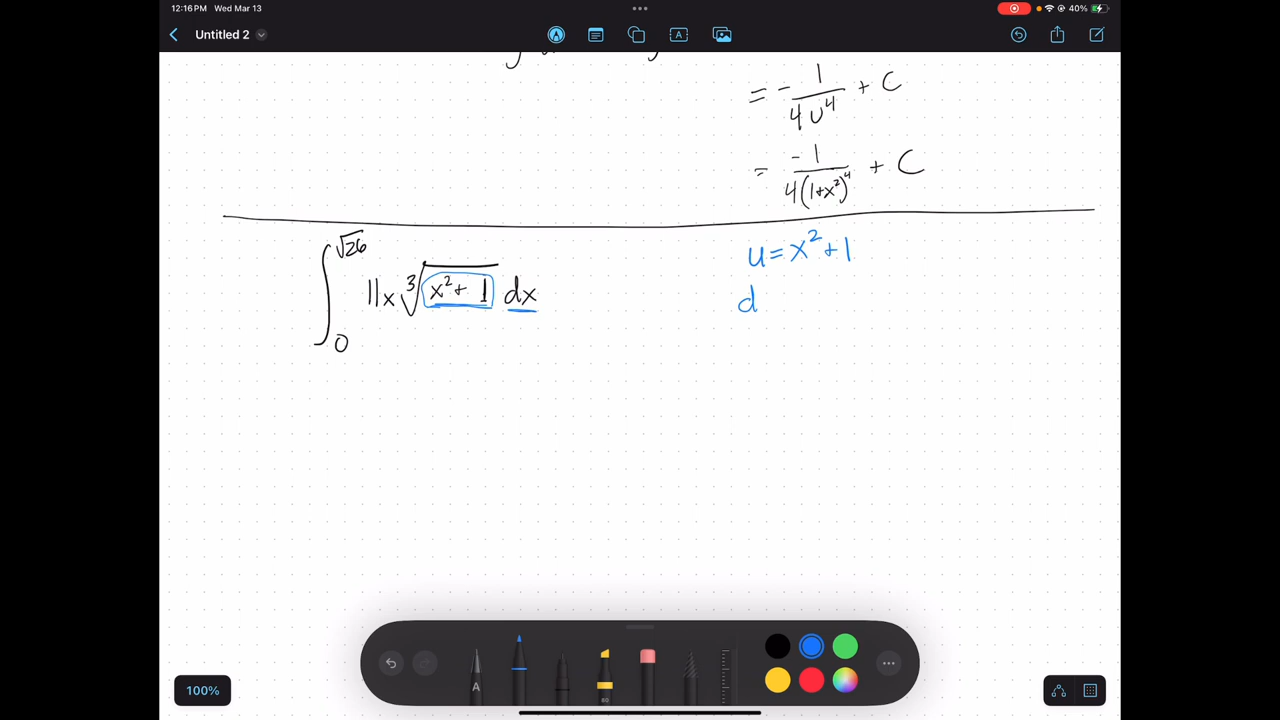 12:16 PM Wed Mar 13
40%
Untitled 2
= - 1/(4u⁴) + C
= -1/(4(1+x²)⁴) + C
∫₀^√26 11x ∛(x²+1) dx
u = x²+1
d
A
80
100%